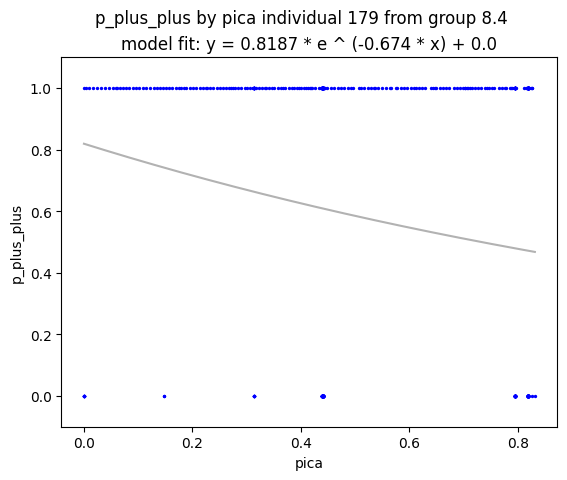 p_plus_plus by pica individual 179 from group 8.4
model fit: y = 0.8187 * e ^ (-0.674 * x) + 0.0
1.0
0.8
0.6
0.4
0.2
0.0
p_plus_plus
0.0 0.2 0.4 0.6 0.8
pica